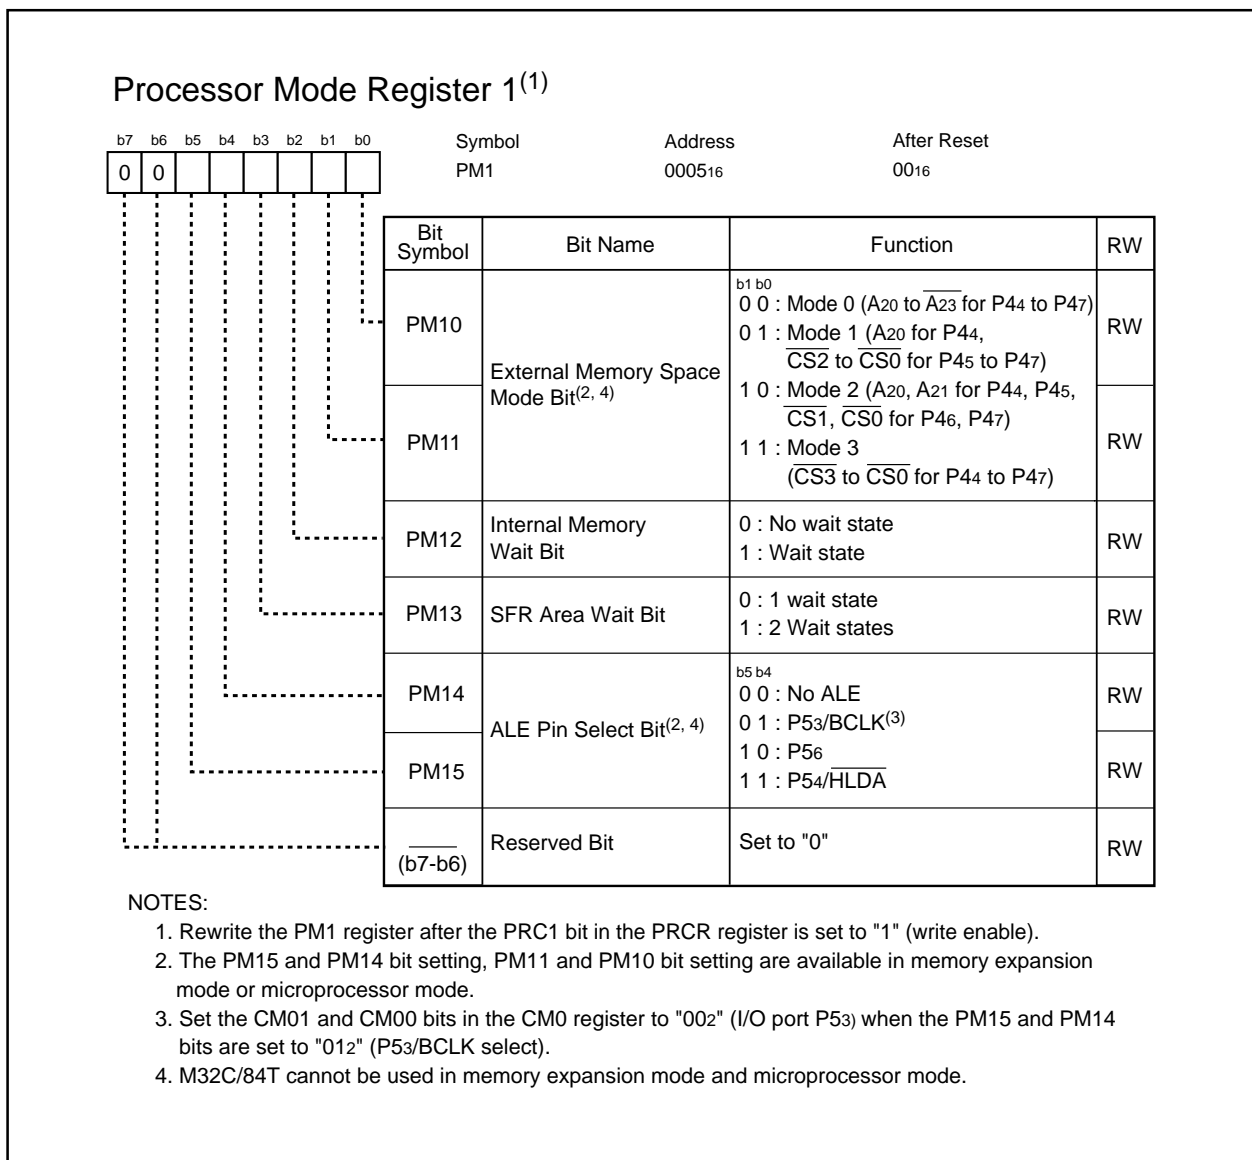 Processor Mode Register 1(1)
b7 b6 b5 b4 b3 b2 b1 b0
Symbol Address After Reset
0 0
PM1 000516 0016
Bit Symbol Bit Name Function RW
PM10
PM11
External Memory Space
Mode Bit(2, 4)
b1 b0
0 0 : Mode 0 (A20 to A23 for P44 to P47)
0 1 : Mode 1 (A20 for P44,
CS2 to CS0 for P45 to P47)
1 0 : Mode 2 (A20, A21 for P44, P45,
CS1, CS0 for P46, P47)
1 1 : Mode 3
(CS3 to CS0 for P44 to P47)
RW
RW
PM12
Internal Memory
Wait Bit
0 : No wait state
1 : Wait state
RW
PM13
SFR Area Wait Bit
0 : 1 wait state
1 : 2 Wait states
RW
PM14
PM15
ALE Pin Select Bit(2, 4)
b5 b4
0 0 : No ALE
0 1 : P53/BCLK(3)
1 0 : P56
1 1 : P54/HLDA
RW
RW
(b7-b6)
Reserved Bit
Set to "0"
RW
NOTES:
1. Rewrite the PM1 register after the PRC1 bit in the PRCR register is set to "1" (write enable).
2. The PM15 and PM14 bit setting, PM11 and PM10 bit setting are available in memory expansion
mode or microprocessor mode.
3. Set the CM01 and CM00 bits in the CM0 register to "002" (I/O port P53) when the PM15 and PM14
bits are set to "012" (P53/BCLK select).
4. M32C/84T cannot be used in memory expansion mode and microprocessor mode.